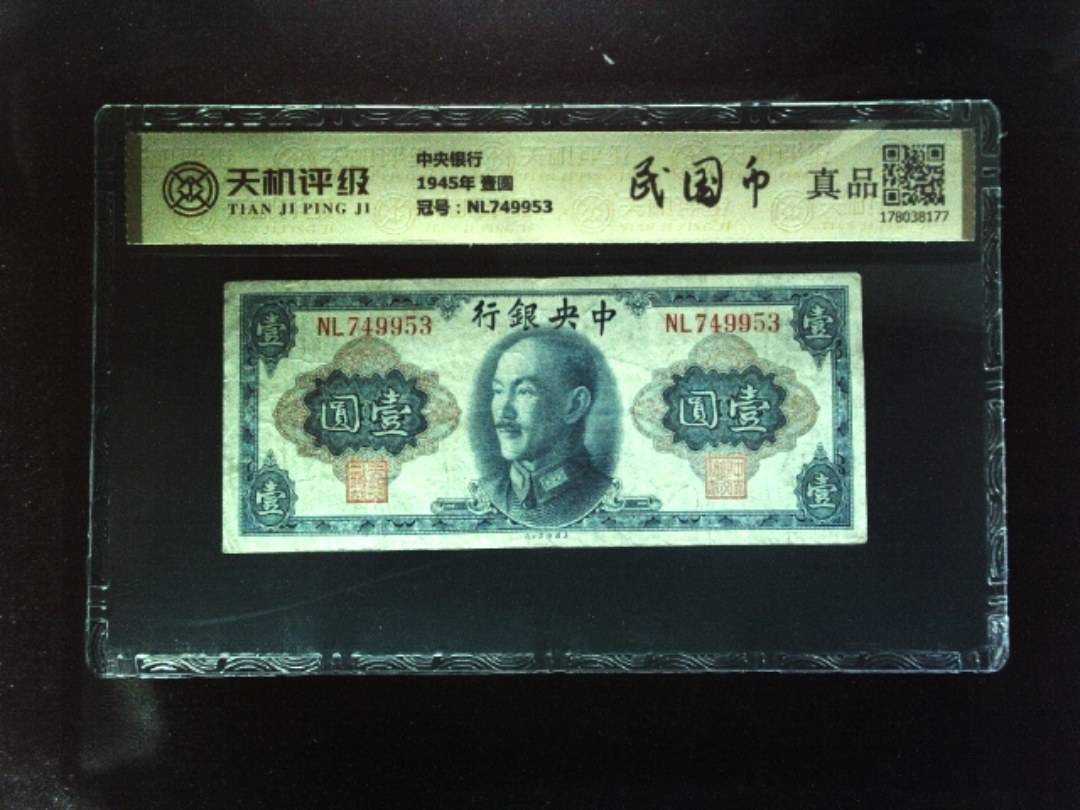 天机评级
TIAN JI PING JI
中央银行
1945年 壹圆
冠号：NL749953
民国币
真品
178038177
行銀央中
NL749953
NL749953
壹
壹
圓壹
圓壹
壹
壹